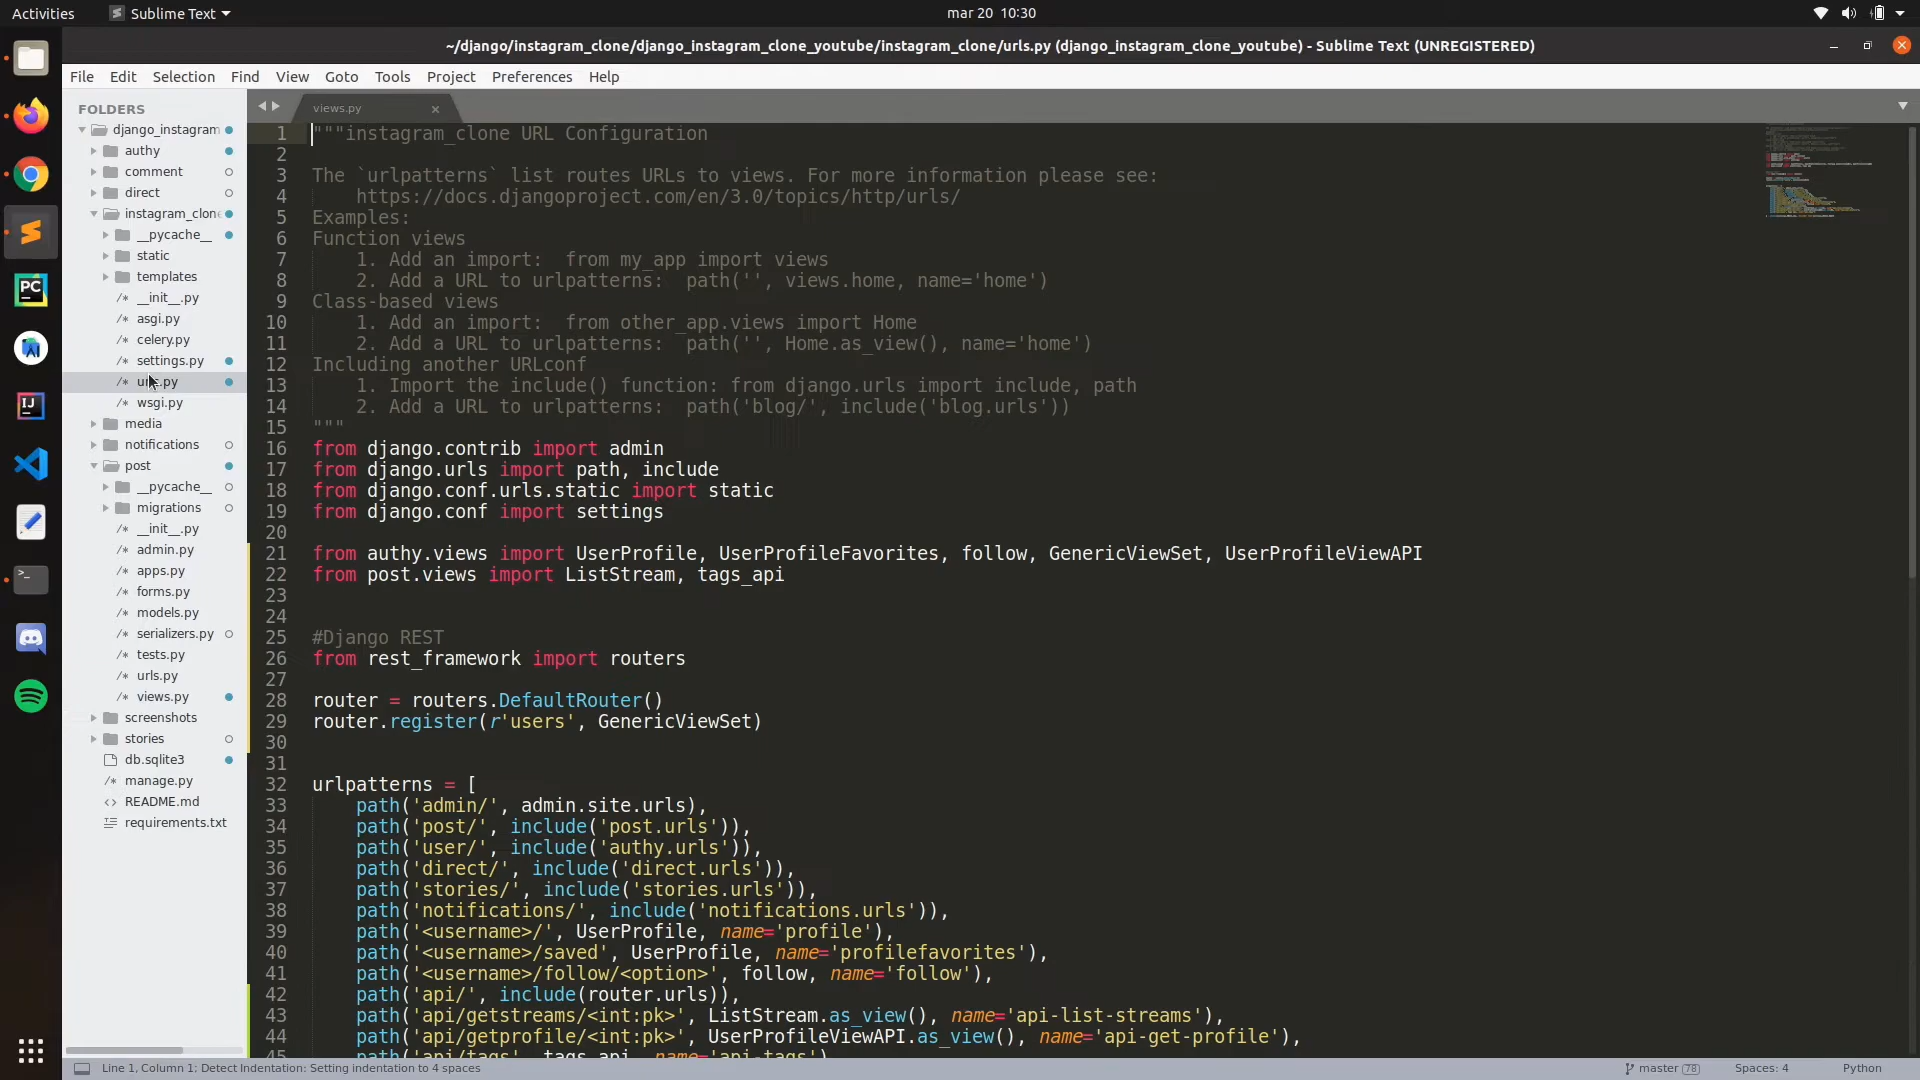 Activities
Sublime Text
mar 20 10:30
~/django/instagram_clone/django_instagram_clone_youtube/instagram_clone/urls.py (django_instagram_clone_youtube) - Sublime Text (UNREGISTERED)
File Edit Selection Find View Goto Tools Project Preferences Help
FOLDERS
django_instagram
authy
comment
direct
instagram_clone
__pycache__
static
templates
/* __init__.py
/* asgi.py
/* celery.py
/* settings.py
/*
/* wsgi.py
media
notifications
post
__pycache__
migrations
/* __init__.py
/* admin.py
/* apps.py
/* forms.py
/* models.py
/* serializers.py
/* tests.py
/* urls.py
/* views.py
screenshots
stories
db.sqlite3
/* manage.py
<> README.md
requirements.txt
views.py
1 """instagram_clone URL Configuration
2
3 The `urlpatterns` list routes URLs to views. For more information please see:
4     https://docs.djangoproject.com/en/3.0/topics/http/urls/
5 Examples:
6 Function views
7     1. Add an import:  from my_app import views
8     2. Add a URL to urlpatterns:  path('', views.home, name='home')
9 Class-based views
10     1. Add an import:  from other_app.views import Home
11     2. Add a URL to urlpatterns:  path('', Home.as_view(), name='home')
12 Including another URLconf
13     1. Import the include() function: from django.urls import include, path
14     2. Add a URL to urlpatterns:  path('blog/', include('blog.urls'))
15 """
16 from django.contrib import admin
17 from django.urls import path, include
18 from django.conf.urls.static import static
19 from django.conf import settings
20
21 from authy.views import UserProfile, UserProfileFavorites, follow, GenericViewSet, UserProfileViewAPI
22 from post.views import ListStream, tags_api
23
24
25 #Django REST
26 from rest_framework import routers
27
28 router = routers.DefaultRouter()
29 router.register(r'users', GenericViewSet)
30
31
32 urlpatterns = [
33     path('admin/', admin.site.urls),
34     path('post/', include('post.urls')),
35     path('user/', include('authy.urls')),
36     path('direct/', include('direct.urls')),
37     path('stories/', include('stories.urls')),
38     path('notifications/', include('notifications.urls')),
39     path('<username>/', UserProfile, name='profile'),
40     path('<username>/saved', UserProfile, name='profilefavorites'),
41     path('<username>/follow/<option>', follow, name='follow'),
42     path('api/', include(router.urls)),
43     path('api/getstreams/<int:pk>', ListStream.as_view(), name='api-list-streams'),
44     path('api/getprofile/<int:pk>', UserProfileViewAPI.as_view(), name='api-get-profile'),
45     path('api/tags', tags_api, name='api-tags')
Line 1, Column 1; Detect Indentation: Setting indentation to 4 spaces
master 78
Spaces: 4
Python